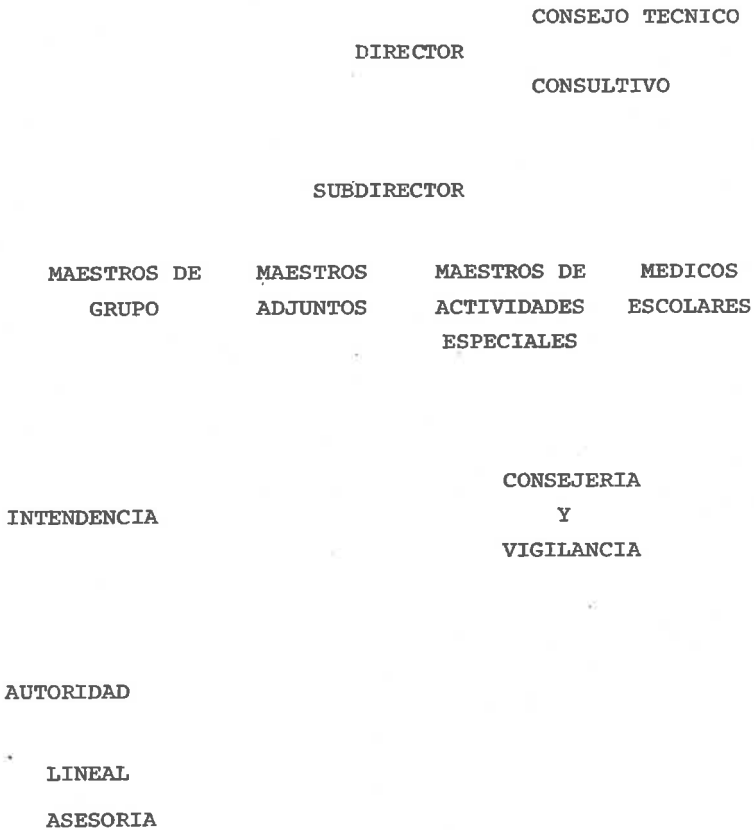 CONSEJO TECNICO
DIRECTOR
CONSULTIVO
SUBDIRECTOR
MAESTROS DE MAESTROS MAESTROS DE MEDICOS
GRUPO ADJUNTOS ACTIVIDADES ESCOLARES
ESPECIALES
CONSEJERIA
INTENDENCIA Y
VIGILANCIA
AUTORIDAD
LINEAL
ASESORIA